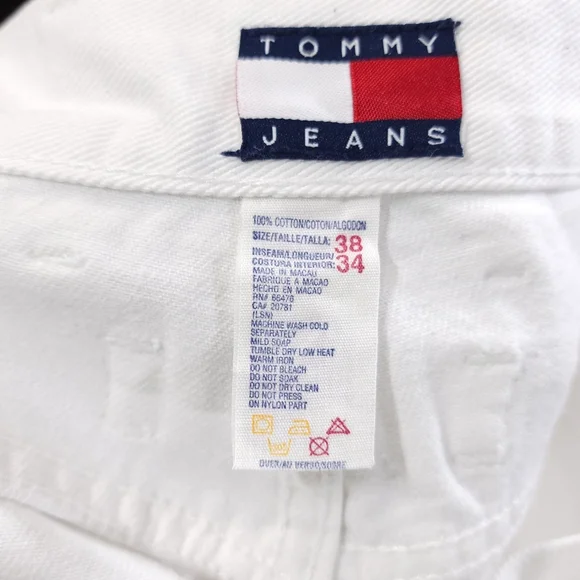 TOMMY
JEANS
100% COTTON/COTON/ALGODON
SIZE/TAILLE/TALLA: 38
INSEAM/LONGUEUR/
COSTURA INTERIOR: 34
MADE IN MACAU
FABRIQUE A MACAO
HECHO EN MACAO
RN# 66476
CA# 20781
(LSN)
MACHINE WASH COLD
SEPARATELY
MILD SOAP
TUMBLE DRY LOW HEAT
WARM IRON
DO NOT BLEACH
DO NOT SOAK
DO NOT DRY CLEAN
DO NOT PRESS
ON NYLON PART
OVER/AU VERSO/SOBRE